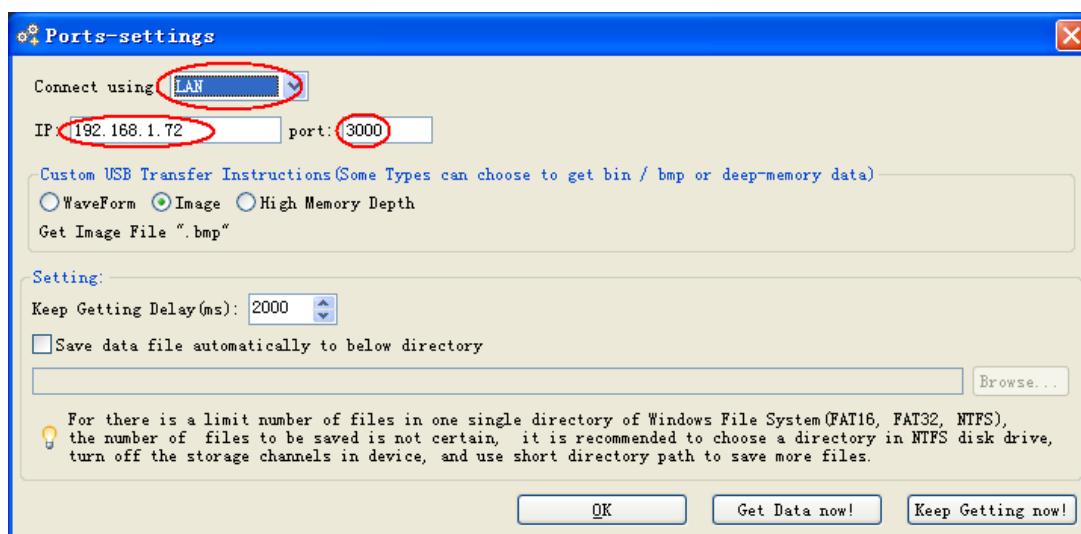 Ports-settings
Connect using: LAN
IP: 192.168.1.72 port: 3000
Custom USB Transfer Instructions(Some Types can choose to get bin / bmp or deep-memory data)
WaveForm Image High Memory Depth
Get Image File ".bmp"
Setting:
Keep Getting Delay(ms): 2000
Save data file automatically to below directory
Browse...
For there is a limit number of files in one single directory of Windows File System(FAT16, FAT32, NTFS),
the number of files to be saved is not certain, it is recommended to choose a directory in NTFS disk drive,
turn off the storage channels in device, and use short directory path to save more files.
OK Get Data now! Keep Getting now!